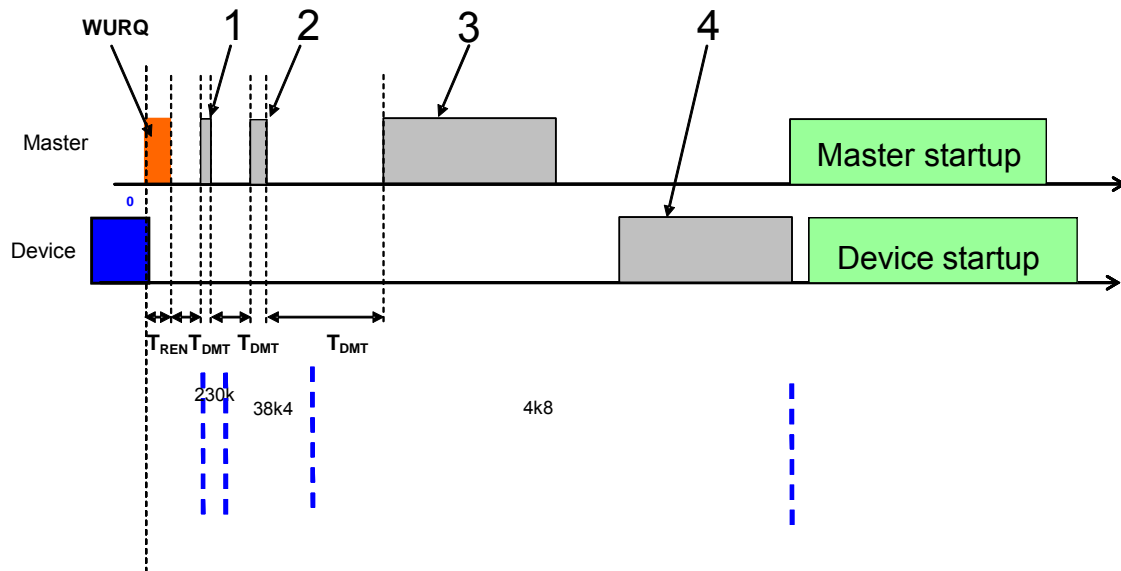 WURQ 1 2 3 4
Master
Master startup
0
Device
Device startup
TREN TDMT TDMT TDMT
230k 38k4 4k8